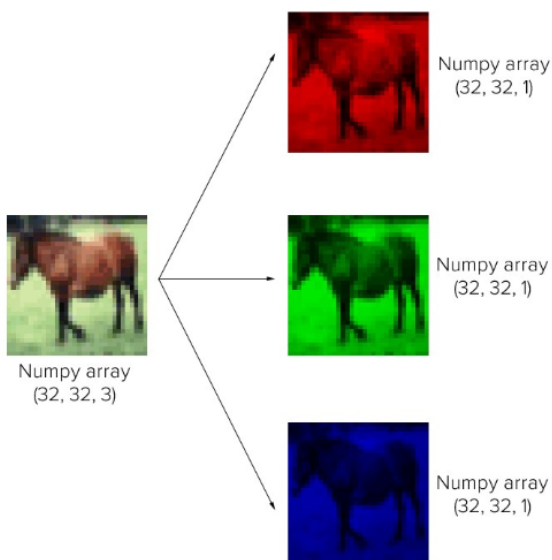 Numpy array
(32, 32, 1)
Numpy array
(32, 32, 1)
Numpy array
(32, 32, 3)
Numpy array
(32, 32, 1)